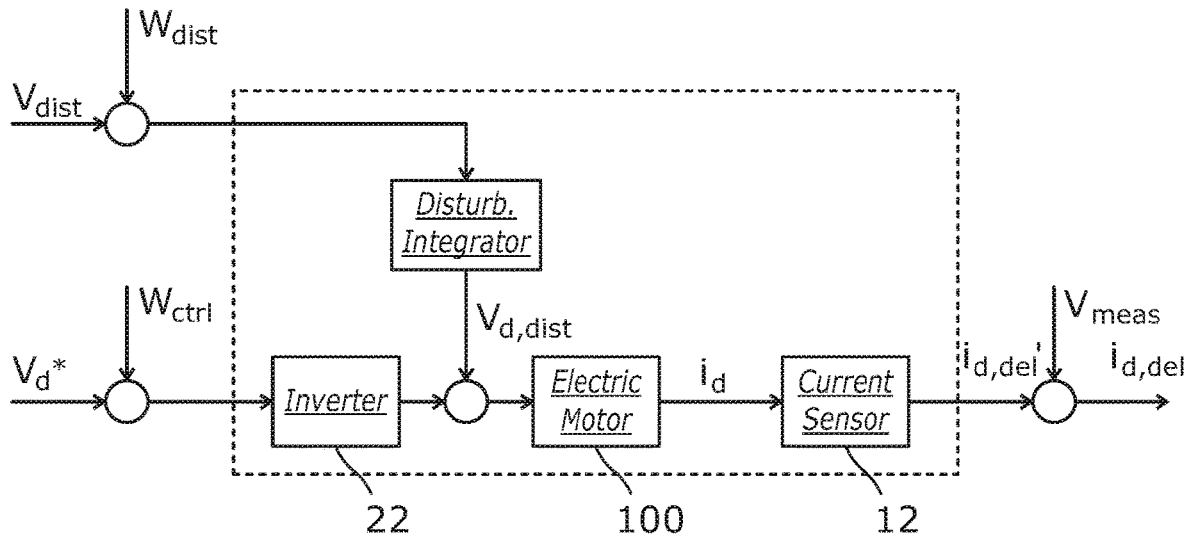 W_dist
V_dist
Disturb.
Integrator
W_ctrl
V_d,dist
V_meas
V_d*
Inverter
Electric
Motor
i_d
Current
Sensor
i_d,del'
i_d,del
22
100
12